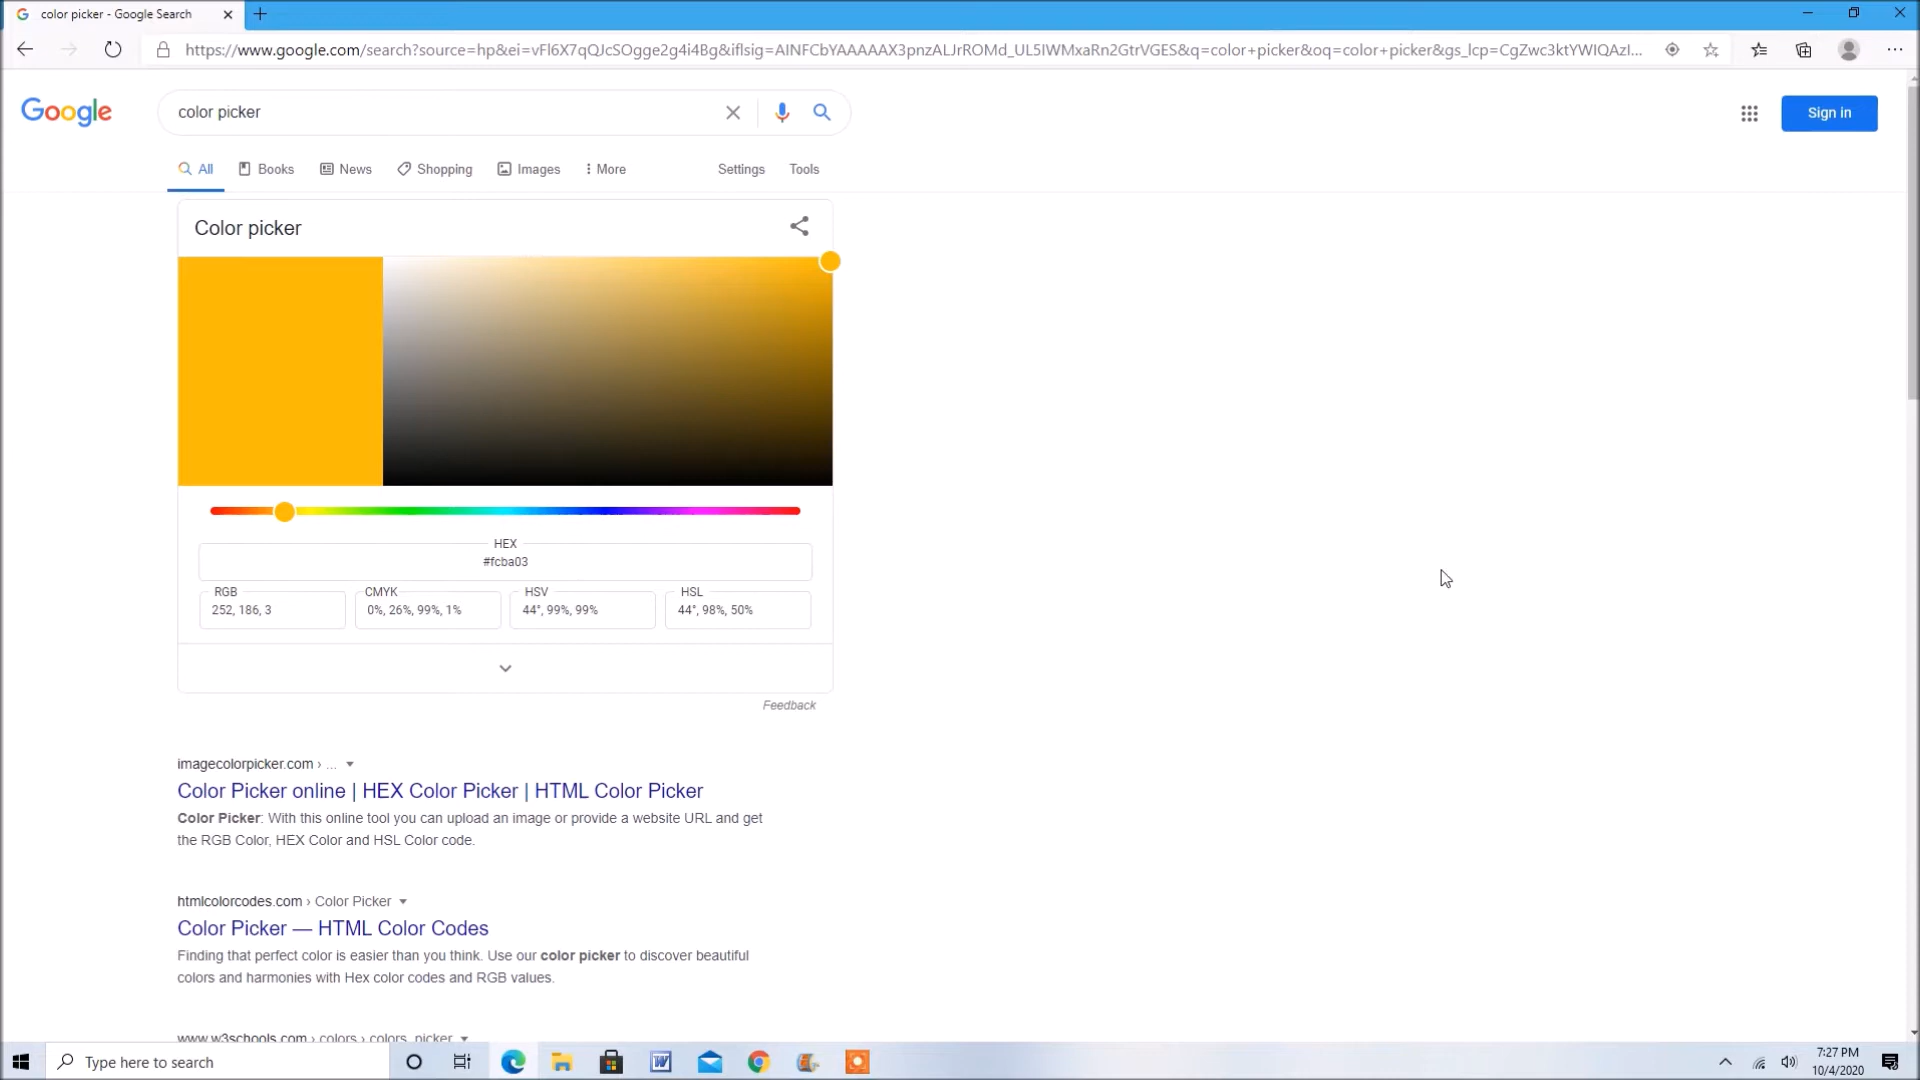 color picker - Google Search
https://www.google.com/search?source=hp&ei=vFl6X7qQJcSOgge2g4i4Bg&iflsig=AINFCbYAAAAAX3pnzALJrROMd_UL5IWMxaRn2GtrVGES&q=color+picker&oq=color+picker&gs_lcp=CgZwc3ktYWIQAzI...
Google
color picker
Sign in
All Books News Shopping Images More Settings Tools
Color picker
HEX
#fcba03
RGB CMYK HSV HSL
252, 186, 3 0%, 26%, 99%, 1% 44°, 99%, 99% 44°, 98%, 50%
Feedback
imagecolorpicker.com › ...
Color Picker online | HEX Color Picker | HTML Color Picker
Color Picker: With this online tool you can upload an image or provide a website URL and get
the RGB Color, HEX Color and HSL Color code.
htmlcolorcodes.com › Color Picker
Color Picker — HTML Color Codes
Finding that perfect color is easier than you think. Use our color picker to discover beautiful
colors and harmonies with Hex color codes and RGB values.
www.w3schools.com › colors › colors_picker
Type here to search
7:27 PM
10/4/2020